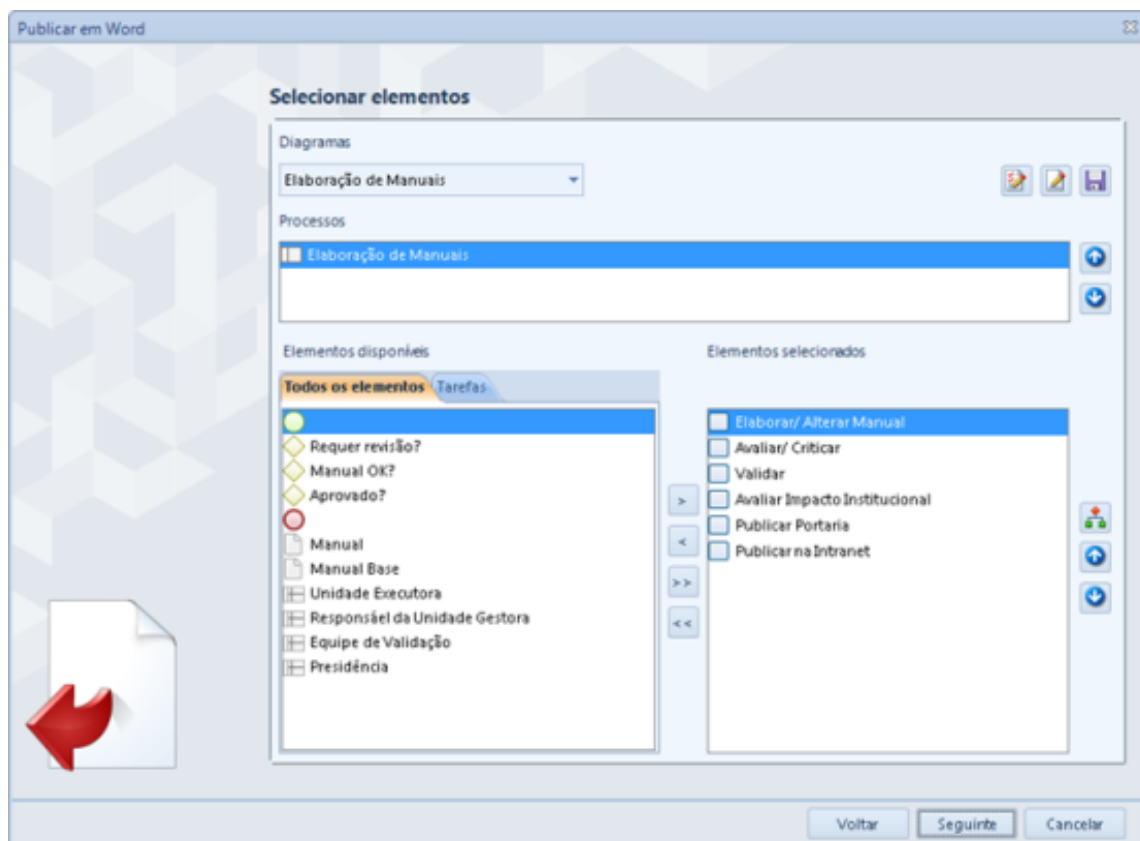 Publicar em Word
Selecionar elementos
Diagramas
Elaboração de Manuais
Processos
Elaboração de Manuais
Elementos disponíveis
Elementos selecionados
Todos os elementos
Tarefas
Requer revisão?
Manual OK?
Aprovado?
Manual
Manual Base
Unidade Executora
Responsáel da Unidade Gestora
Equipe de Validação
Presidência
>
<
>>
<<
Elaborar/ Alterar Manual
Avaliar/ Criticar
Validar
Avaliar Impacto Institucional
Publicar Portaria
Publicar na Intranet
Voltar
Seguinte
Cancelar